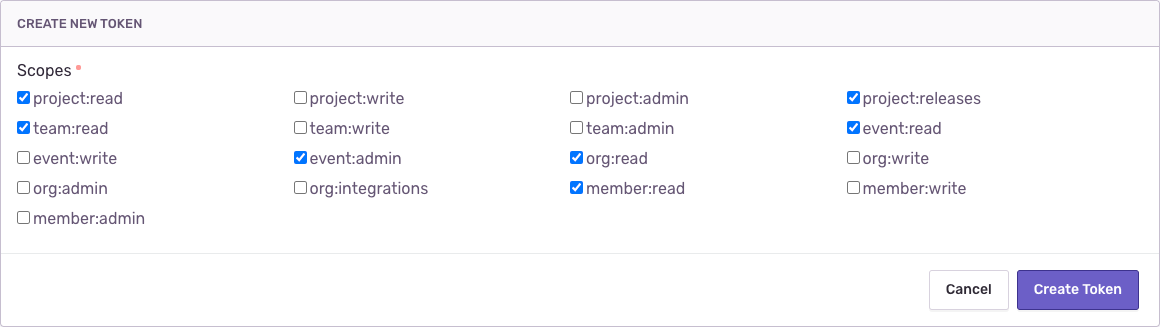 CREATE NEW TOKEN
Scopes *
project:read project:write project:admin project:releases
team:read team:write team:admin event:read
event:write event:admin org:read org:write
org:admin org:integrations member:read member:write
member:admin
Cancel Create Token